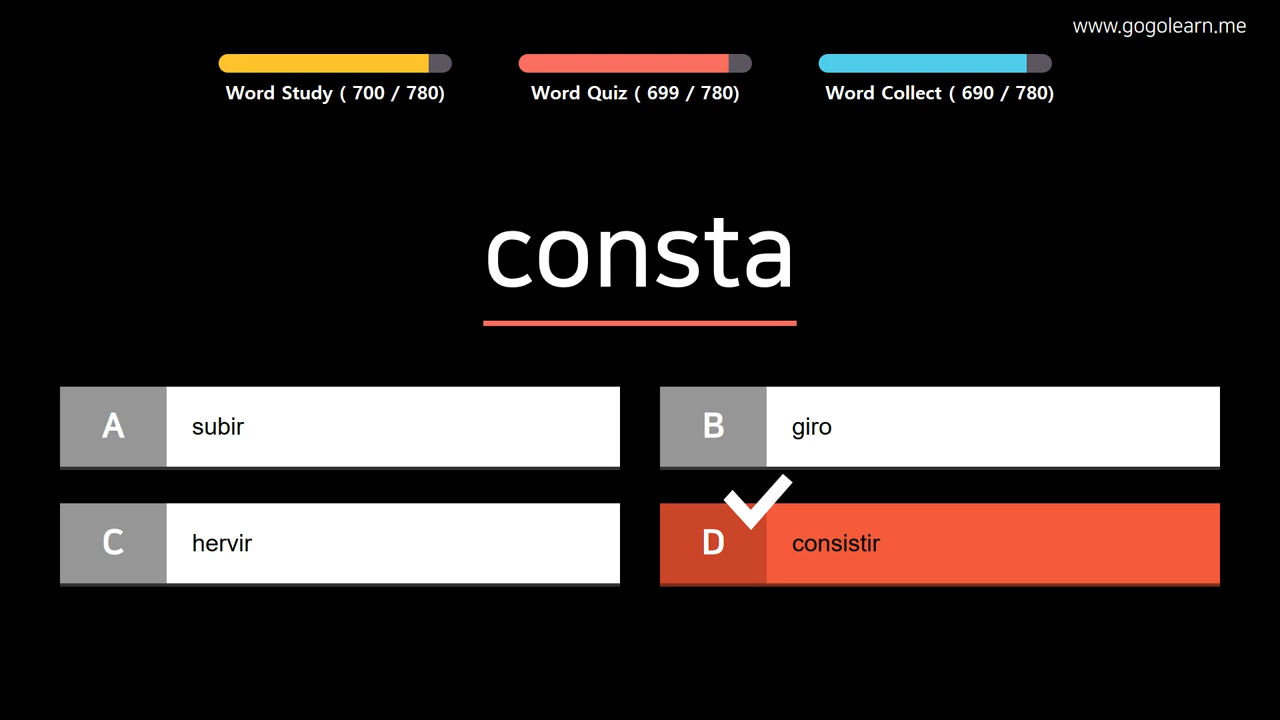 www.gogolearn.me
Word Study ( 700 / 780)
Word Quiz ( 699 / 780)
Word Collect ( 690 / 780)
consta
A subir
B giro
C hervir
D consistir